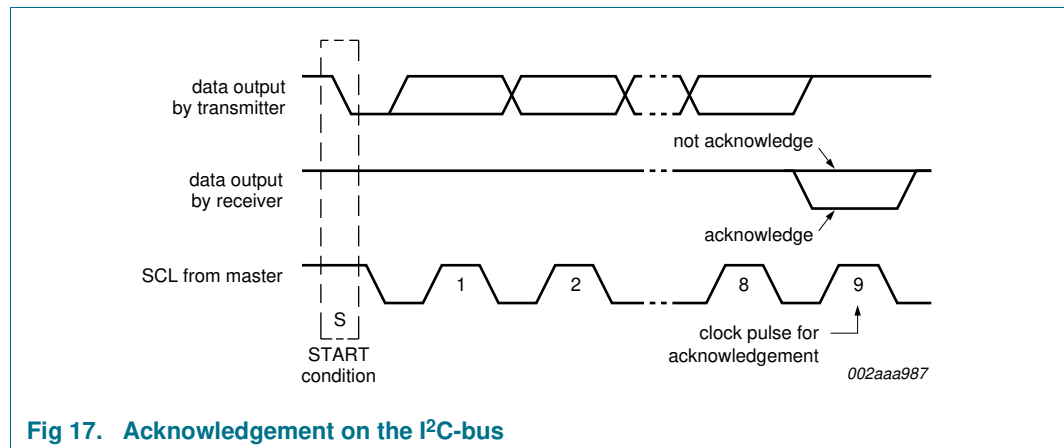 data output
by transmitter
not acknowledge
data output
by receiver
acknowledge
SCL from master
1
2
8
9
S
START
condition
clock pulse for
acknowledgement
002aaa987
Fig 17. Acknowledgement on the I²C-bus